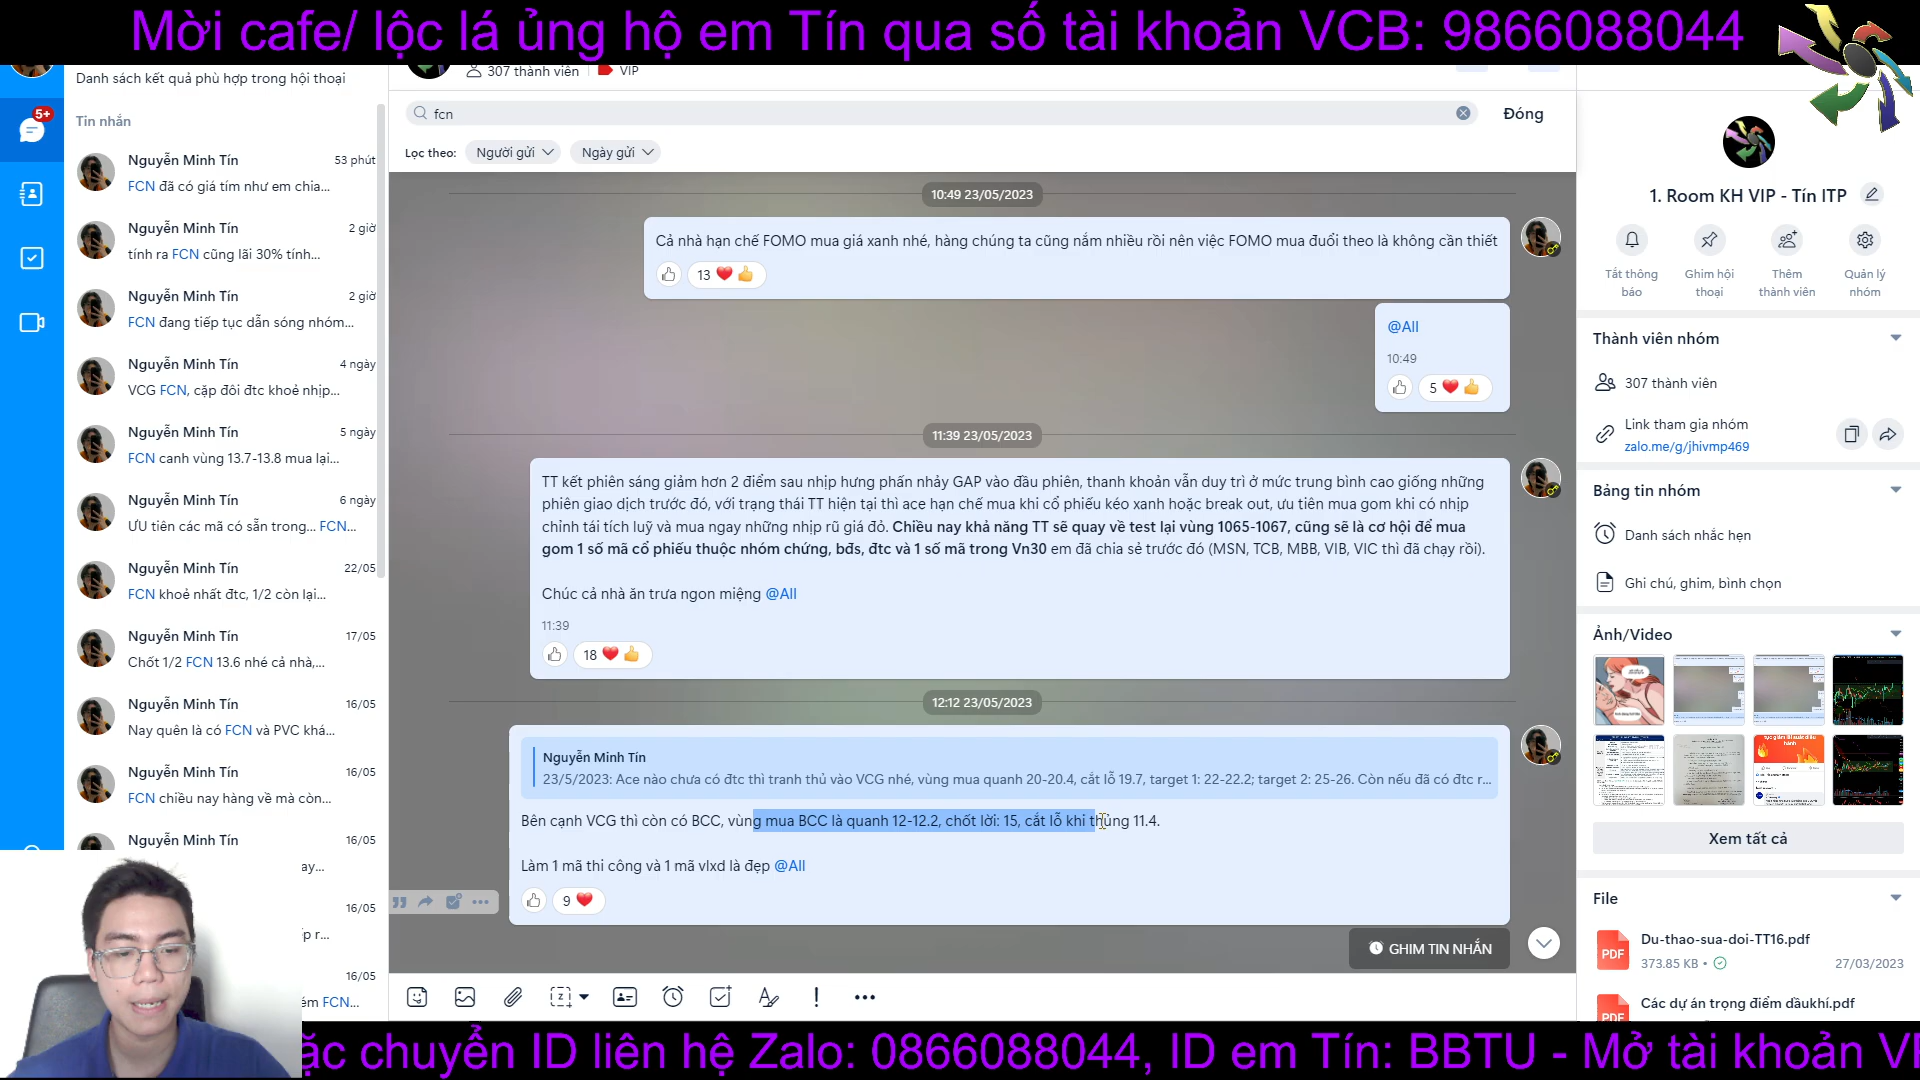 Mời cafe/ lộc lá ủng hộ em Tín qua số tài khoản VCB: 9866088044
Danh sách kết quả phù hợp trong hội thoại
Tin nhắn
5+
Nguyễn Minh Tín
53 phút
FCN đã có giá tím như em chia...
Nguyễn Minh Tín
2 giờ
tính ra FCN cũng lãi 30% tính...
Nguyễn Minh Tín
2 giờ
FCN đang tiếp tục dẫn sóng nhóm...
Nguyễn Minh Tín
4 ngày
VCG FCN, cặp đôi đtc khoẻ nhịp...
Nguyễn Minh Tín
5 ngày
FCN canh vùng 13.7-13.8 mua lại...
Nguyễn Minh Tín
6 ngày
ƯU tiên các mã có sẵn trong... FCN...
Nguyễn Minh Tín
22/05
FCN khoẻ nhất đtc, 1/2 còn lại...
Nguyễn Minh Tín
17/05
Chốt 1/2 FCN 13.6 nhé cả nhà,...
Nguyễn Minh Tín
16/05
Nay quên là có FCN và PVC khá...
Nguyễn Minh Tín
16/05
FCN chiều nay hàng về mà còn...
Nguyễn Minh Tín
16/05
ay...
16/05
p r...
16/05
ém FCN...
307 thành viên
VIP
fcn
Đóng
Lọc theo:
Người gửi
Ngày gửi
10:49 23/05/2023
Cả nhà hạn chế FOMO mua giá xanh nhé, hàng chúng ta cũng nắm nhiều rồi nên việc FOMO mua đuổi theo là không cần thiết
13
@All
10:49
5
11:39 23/05/2023
TT kết phiên sáng giảm hơn 2 điểm sau nhịp hưng phấn nhảy GAP vào đầu phiên, thanh khoản vẫn duy trì ở mức trung bình cao giống những
phiên giao dịch trước đó, với trạng thái TT hiện tại thì ace hạn chế mua khi cổ phiếu kéo xanh hoặc break out, ưu tiên mua gom khi có nhịp
chỉnh tái tích luỹ và mua ngay những nhịp rũ giá đỏ. Chiều nay khả năng TT sẽ quay về test lại vùng 1065-1067, cũng sẽ là cơ hội để mua
gom 1 số mã cổ phiếu thuộc nhóm chứng, bđs, đtc và 1 số mã trong Vn30 em đã chia sẻ trước đó (MSN, TCB, MBB, VIB, VIC thì đã chạy rồi).
Chúc cả nhà ăn trưa ngon miệng @All
11:39
18
12:12 23/05/2023
Nguyễn Minh Tín
23/5/2023: Ace nào chưa có đtc thì tranh thủ vào VCG nhé, vùng mua quanh 20-20.4, cắt lỗ 19.7, target 1: 22-22.2; target 2: 25-26. Còn nếu đã có đtc r...
Bên cạnh VCG thì còn có BCC, vùng mua BCC là quanh 12-12.2, chốt lời: 15, cắt lỗ khi thủng 11.4.
Làm 1 mã thi công và 1 mã vlxd là đẹp @All
9
GHIM TIN NHẮN
1. Room KH VIP - Tín ITP
Tắt thông
báo
Ghim hội
thoại
Thêm
thành viên
Quản lý
nhóm
Thành viên nhóm
307 thành viên
Link tham gia nhóm
zalo.me/g/jhivmp469
Bảng tin nhóm
Danh sách nhắc hẹn
Ghi chú, ghim, bình chọn
Ảnh/Video
Xem tất cả
File
PDF
Du-thao-sua-doi-TT16.pdf
373.85 KB •
27/03/2023
PDF
Các dự án trọng điểm dầukhí.pdf
ặc chuyển ID liên hệ Zalo: 0866088044, ID em Tín: BBTU - Mở tài khoản